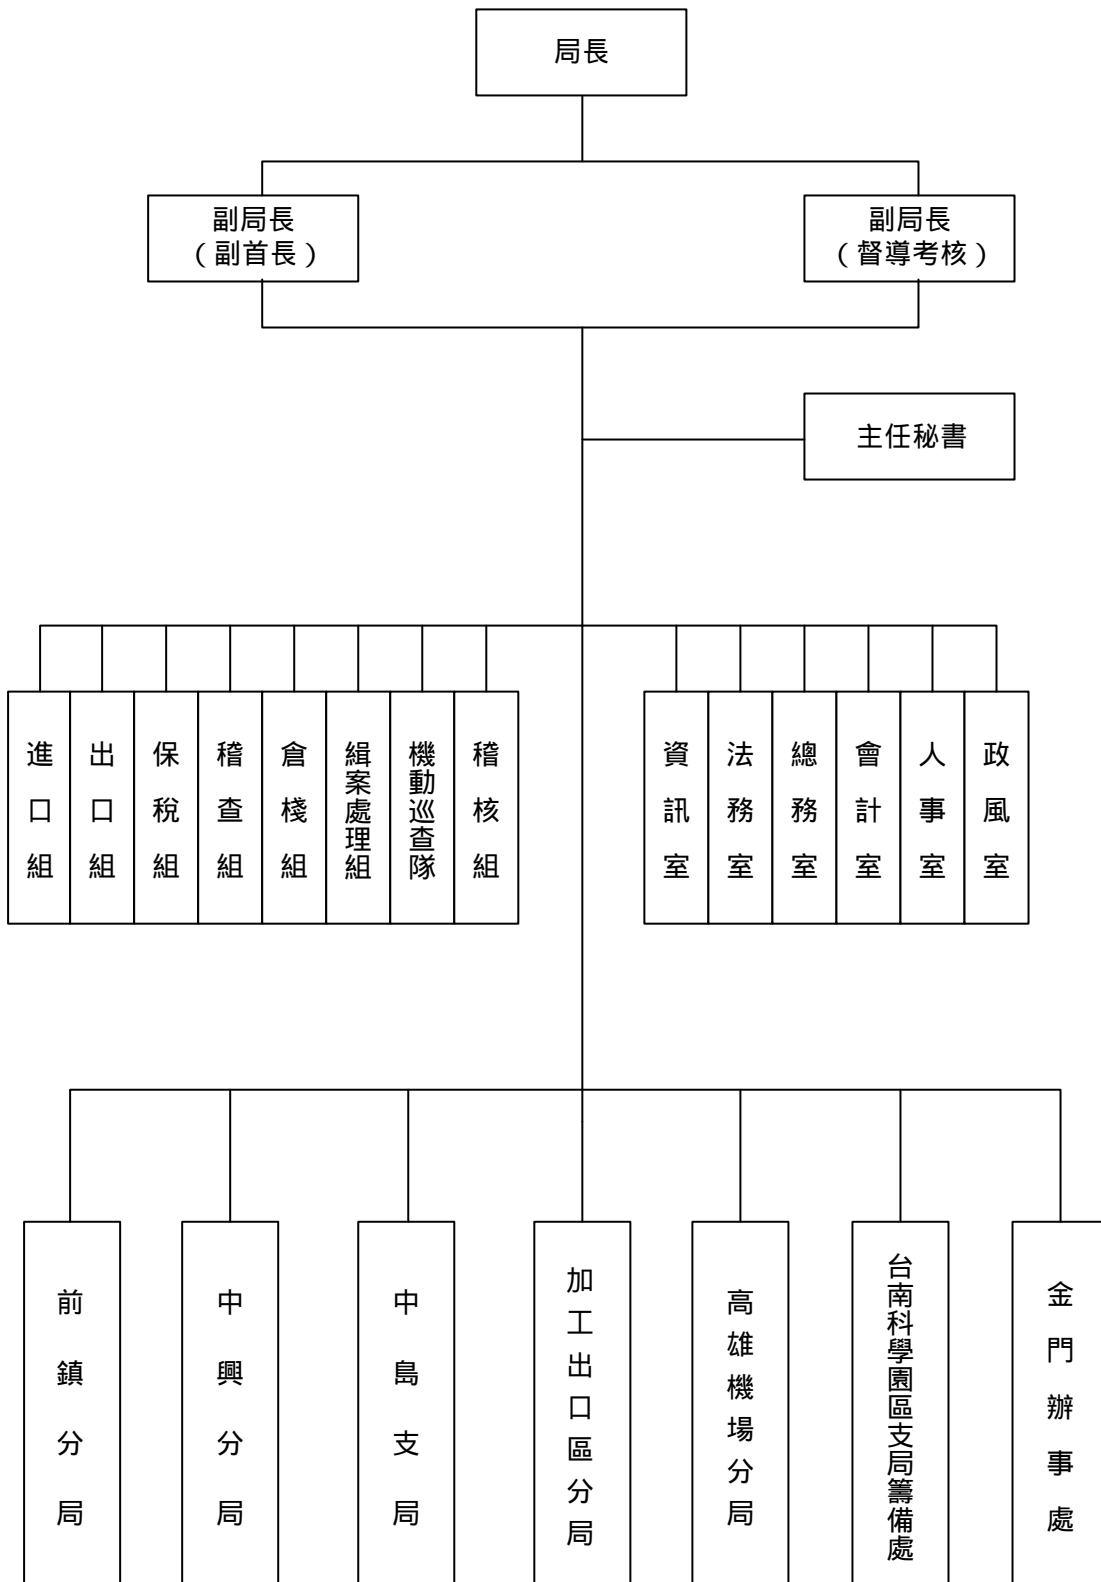 局長
副局長
（副首長）
副局長
（督導考核）
主任秘書
進口組
出口組
保稅組
稽查組
倉棧組
緝案處理組
機動巡查隊
稽核組
資訊室
法務室
總務室
會計室
人事室
政風室
前鎮分局
中興分局
中島支局
加工出口區分局
高雄機場分局
台南科學園區支局籌備處
金門辦事處